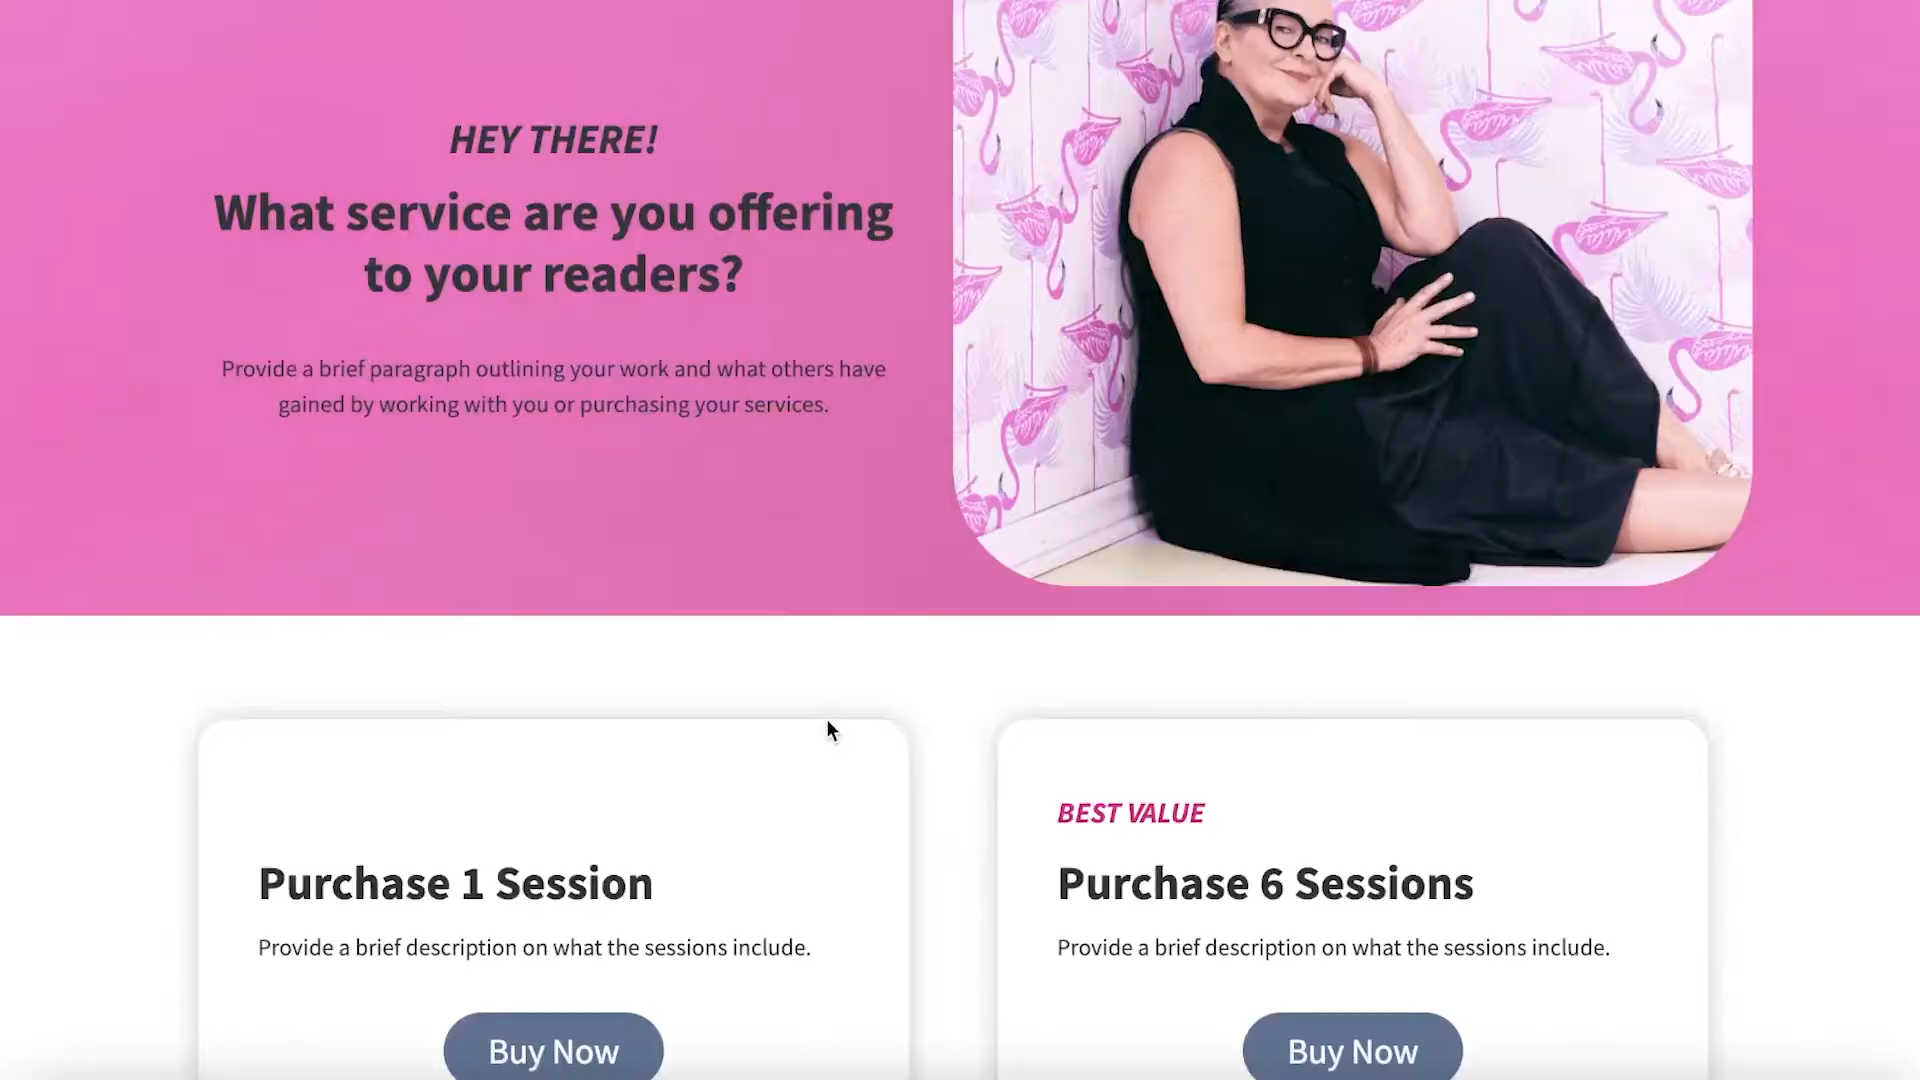 HEY THERE!
What service are you offering
to your readers?
Provide a brief paragraph outlining your work and what others have
gained by working with you or purchasing your services.
Purchase 1 Session
Provide a brief description on what the sessions include.
Buy Now
BEST VALUE
Purchase 6 Sessions
Provide a brief description on what the sessions include.
Buy Now